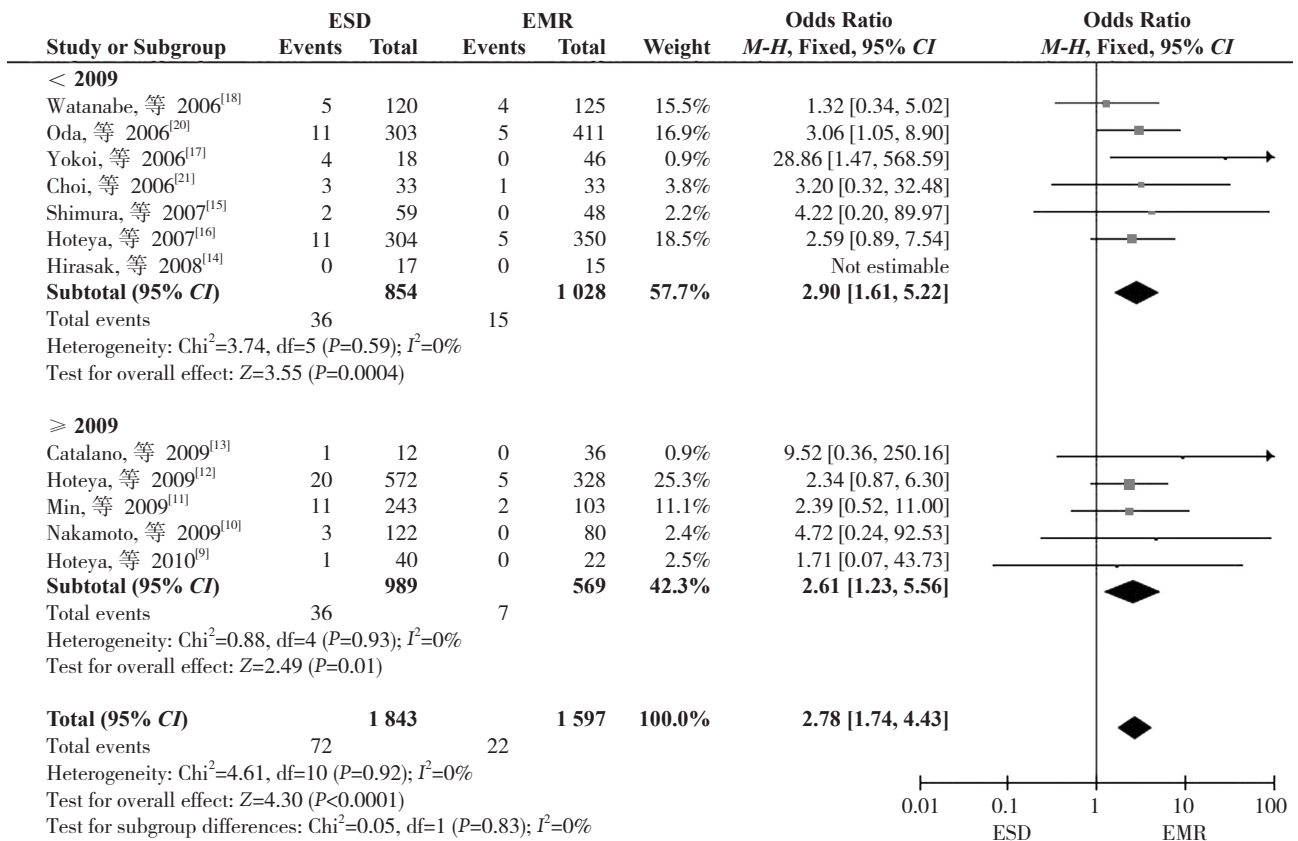 ESD EMR Odds Ratio Odds Ratio
Study or Subgroup Events Total Events Total Weight M-H, Fixed, 95% CI M-H, Fixed, 95% CI
< 2009
Watanabe, 等 2006[18] 5 120 4 125 15.5% 1.32 [0.34, 5.02]
Oda, 等 2006[20] 11 303 5 411 16.9% 3.06 [1.05, 8.90]
Yokoi, 等 2006[17] 4 18 0 46 0.9% 28.86 [1.47, 568.59]
Choi, 等 2006[21] 3 33 1 33 3.8% 3.20 [0.32, 32.48]
Shimura, 等 2007[15] 2 59 0 48 2.2% 4.22 [0.20, 89.97]
Hoteya, 等 2007[16] 11 304 5 350 18.5% 2.59 [0.89, 7.54]
Hirasak, 等 2008[14] 0 17 0 15 Not estimable
Subtotal (95% CI) 854 1 028 57.7% 2.90 [1.61, 5.22]
Total events 36 15
Heterogeneity: Chi²=3.74, df=5 (P=0.59); I²=0%
Test for overall effect: Z=3.55 (P=0.0004)
≥ 2009
Catalano, 等 2009[13] 1 12 0 36 0.9% 9.52 [0.36, 250.16]
Hoteya, 等 2009[12] 20 572 5 328 25.3% 2.34 [0.87, 6.30]
Min, 等 2009[11] 11 243 2 103 11.1% 2.39 [0.52, 11.00]
Nakamoto, 等 2009[10] 3 122 0 80 2.4% 4.72 [0.24, 92.53]
Hoteya, 等 2010[9] 1 40 0 22 2.5% 1.71 [0.07, 43.73]
Subtotal (95% CI) 989 569 42.3% 2.61 [1.23, 5.56]
Total events 36 7
Heterogeneity: Chi²=0.88, df=4 (P=0.93); I²=0%
Test for overall effect: Z=2.49 (P=0.01)
Total (95% CI) 1 843 1 597 100.0% 2.78 [1.74, 4.43]
Total events 72 22
Heterogeneity: Chi²=4.61, df=10 (P=0.92); I²=0%
Test for overall effect: Z=4.30 (P<0.0001)
Test for subgroup differences: Chi²=0.05, df=1 (P=0.83); I²=0%
0.01 0.1 1 10 100
ESD EMR